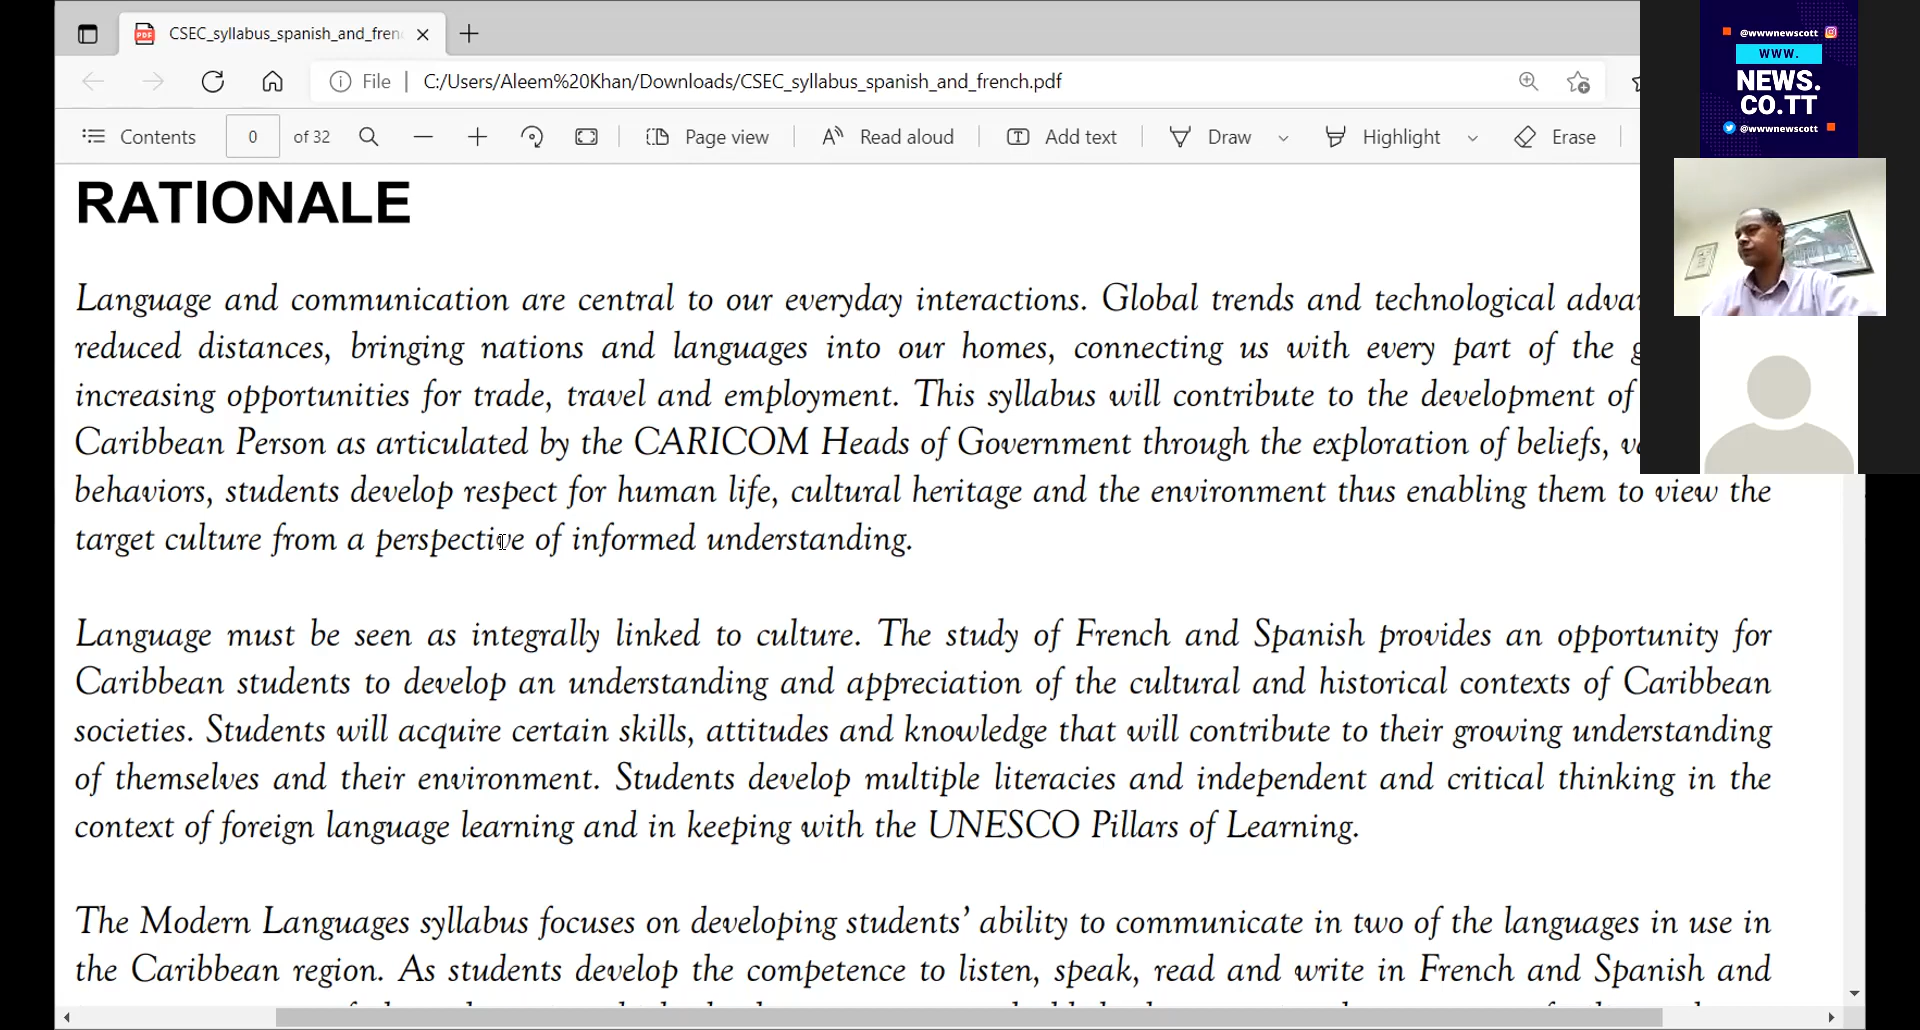 CSEC_syllabus_spanish_and_fren
File
C:/Users/Aleem%20Khan/Downloads/CSEC_syllabus_spanish_and_french.pdf
Contents
0
of 32
Page view
Read aloud
Add text
Draw
Highlight
Erase
@wwwnewscott
WWW.
NEWS.
CO.TT
@wwwnewscott
RATIONALE
Language and communication are central to our everyday interactions. Global trends and technological
reduced distances, bringing nations and languages into our homes, connecting us with every part of the
increasing opportunities for trade, travel and employment. This syllabus will contribute to the development of
Caribbean Person as articulated by the CARICOM Heads of Government through the exploration of beliefs,
behaviors, students develop respect for human life, cultural heritage and the environment thus enabling them to view the
target culture from a perspective of informed understanding.
Language must be seen as integrally linked to culture. The study of French and Spanish provides an opportunity for
Caribbean students to develop an understanding and appreciation of the cultural and historical contexts of Caribbean
societies. Students will acquire certain skills, attitudes and knowledge that will contribute to their growing understanding
of themselves and their environment. Students develop multiple literacies and independent and critical thinking in the
context of foreign language learning and in keeping with the UNESCO Pillars of Learning.
The Modern Languages syllabus focuses on developing students' ability to communicate in two of the languages in use in
the Caribbean region. As students develop the competence to listen, speak, read and write in French and Spanish and